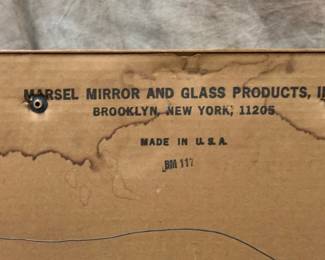 MARSEL MIRROR AND GLASS PRODUCTS,
BROOKLYN, NEW YORK, 11205
MADE IN U.S.A.
BM 117